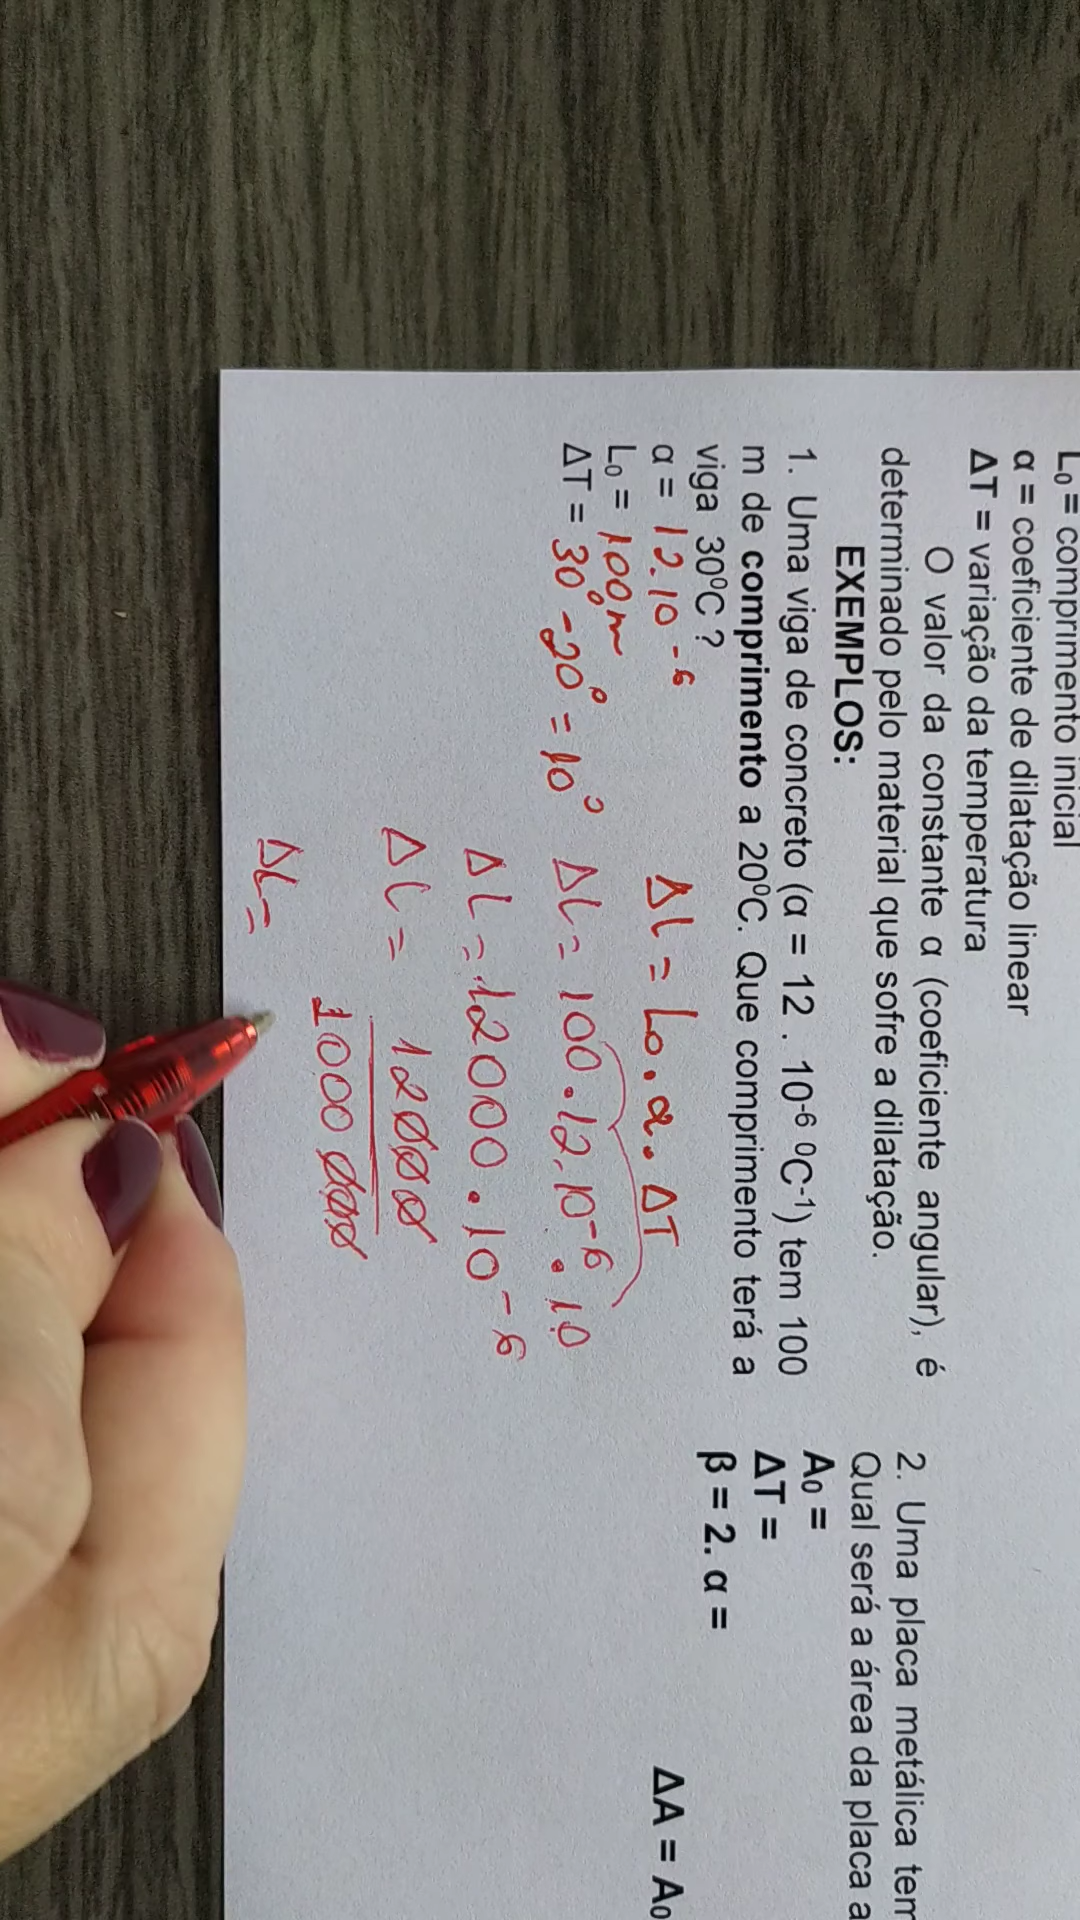 L₀ = comprimento inicial
α = coeficiente de dilatação linear
ΔT = variação da temperatura
O valor da constante α (coeficiente angular), é
determinado pelo material que sofre a dilatação.
EXEMPLOS:
1. Uma viga de concreto (α = 12 . 10⁻⁶ ⁰C⁻¹) tem 100
m de comprimento a 20⁰C. Que comprimento terá a
viga 30⁰C ?
α = 12.10⁻⁶
L₀ = 100m
ΔT = 30° - 20° = 10°
ΔL = L₀ . α . ΔT
ΔL = 100 . 12.10⁻⁶ . 10
ΔL = 12000 . 10⁻⁶
ΔL = 12000
1000000
ΔL =
2. Uma placa metálica tem
Qual será a área da placa a
A₀ =
ΔT =
β = 2. α =
ΔA = A₀